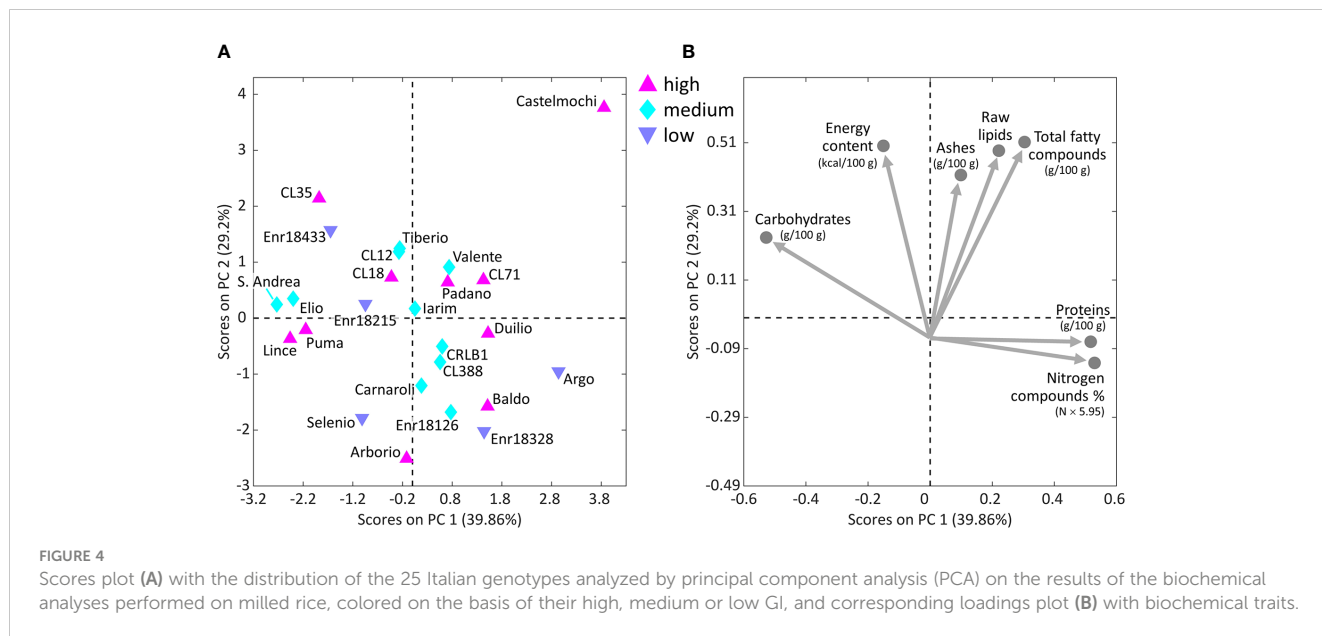 A
B
high
medium
low
Scores on PC 2 (29.2%)
4
3
2
1
0
-1
-2
-3
-3.2
-2.2
-1.2
-0.2
0.8
1.8
2.8
3.8
Scores on PC 1 (39.86%)
Castelmochi
CL35
Enr18433
Tiberio
CL12
Valente
CL18
CL71
S. Andrea
Padano
Elio
Iarim
Enr18215
Duilio
Puma
Lince
CRLB1
CL388
Argo
Carnaroli
Baldo
Selenio
Enr18126
Enr18328
Arborio
Scores on PC 2 (29.2%)
0.51
0.31
0.11
-0.09
-0.29
-0.49
-0.6
-0.4
-0.2
0
0.2
0.4
0.6
Scores on PC 1 (39.86%)
Energy
content
(kcal/100 g)
Ashes
(g/100 g)
Raw
lipids
Total fatty
compounds
(g/100 g)
Carbohydrates
(g/100 g)
Proteins
(g/100 g)
Nitrogen
compounds %
(N × 5.95)
FIGURE 4
Scores plot (A) with the distribution of the 25 Italian genotypes analyzed by principal component analysis (PCA) on the results of the biochemical
analyses performed on milled rice, colored on the basis of their high, medium or low GI, and corresponding loadings plot (B) with biochemical traits.